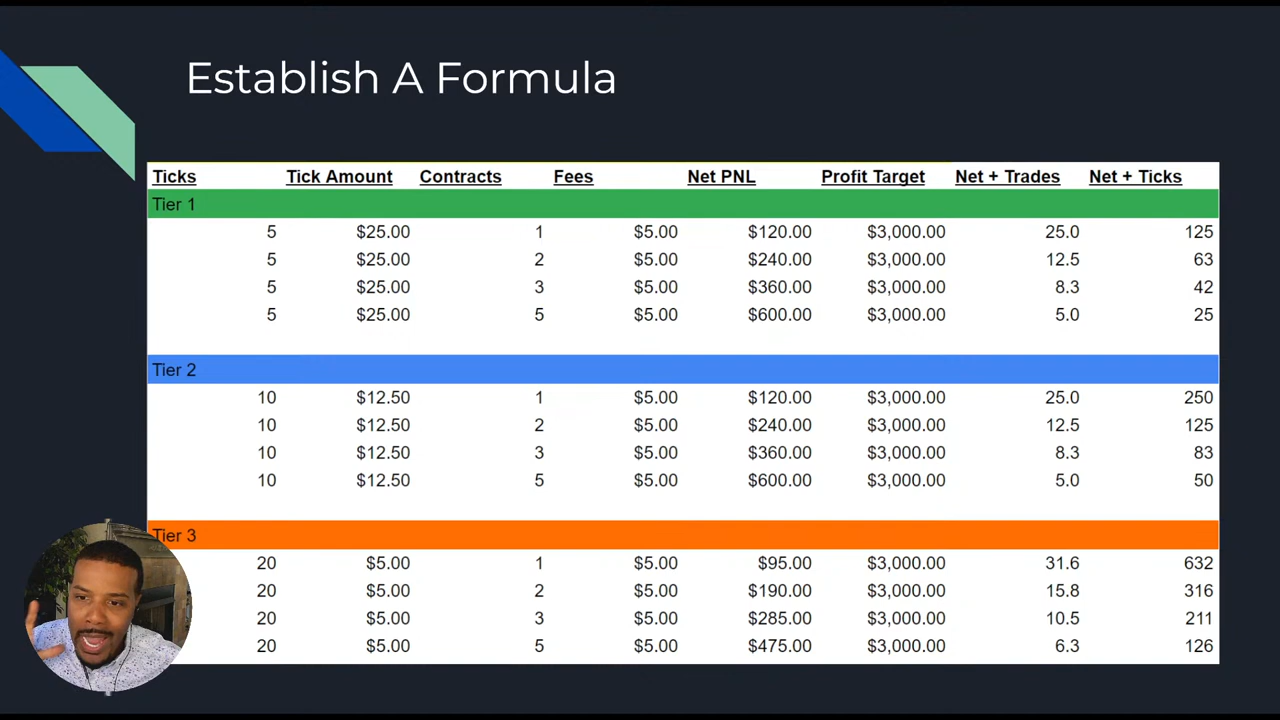 Establish A Formula
Ticks Tick Amount Contracts Fees Net PNL Profit Target Net + Trades Net + Ticks
Tier 1
5 $25.00 1 $5.00 $120.00 $3,000.00 25.0 125
5 $25.00 2 $5.00 $240.00 $3,000.00 12.5 63
5 $25.00 3 $5.00 $360.00 $3,000.00 8.3 42
5 $25.00 5 $5.00 $600.00 $3,000.00 5.0 25
Tier 2
10 $12.50 1 $5.00 $120.00 $3,000.00 25.0 250
10 $12.50 2 $5.00 $240.00 $3,000.00 12.5 125
10 $12.50 3 $5.00 $360.00 $3,000.00 8.3 83
10 $12.50 5 $5.00 $600.00 $3,000.00 5.0 50
Tier 3
20 $5.00 1 $5.00 $95.00 $3,000.00 31.6 632
20 $5.00 2 $5.00 $190.00 $3,000.00 15.8 316
20 $5.00 3 $5.00 $285.00 $3,000.00 10.5 211
20 $5.00 5 $5.00 $475.00 $3,000.00 6.3 126